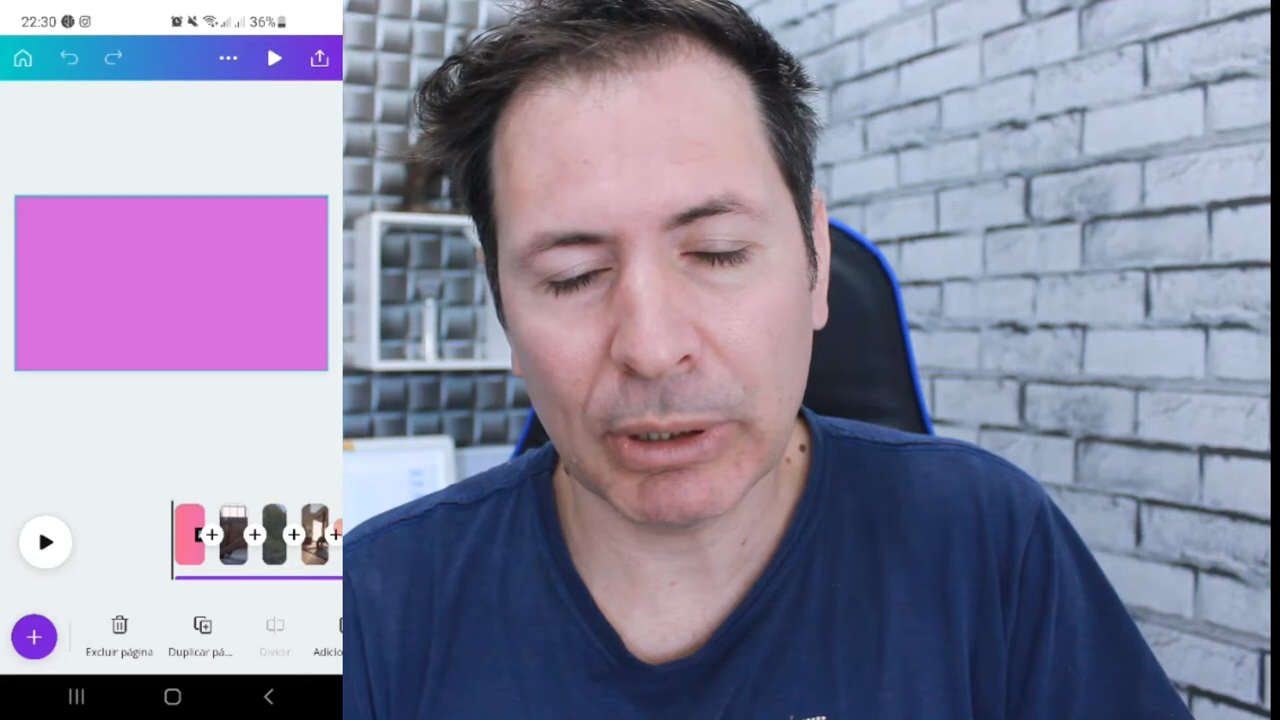 22:30
36%
Excluir página
Duplicar pá...
Dividir
Adicio